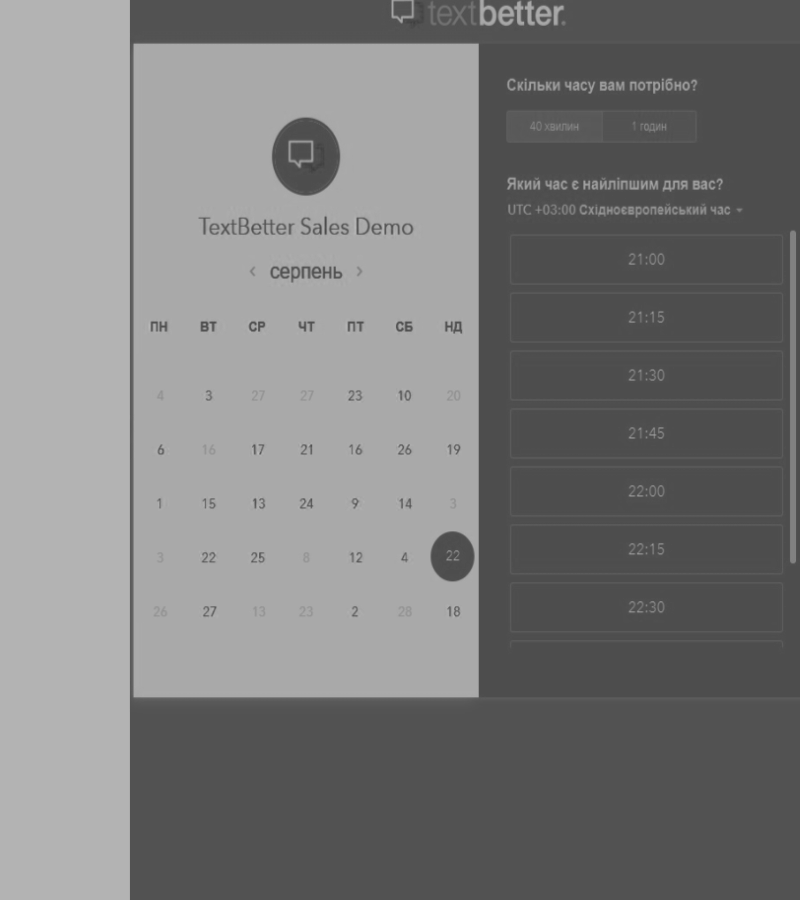 textbetter.
TextBetter Sales Demo
‹ серпень ›
ПН ВТ СР ЧТ ПТ СБ НД
4 3 27 27 23 10 20
6 16 17 21 16 26 19
1 15 13 24 9 14 3
3 22 25 8 12 4 22
26 27 13 23 2 28 18
Скільки часу вам потрібно?
40 хвилин 1 годин
Який час є найліпшим для вас?
UTC +03:00 Східноєвропейський час
21:00
21:15
21:30
21:45
22:00
22:15
22:30